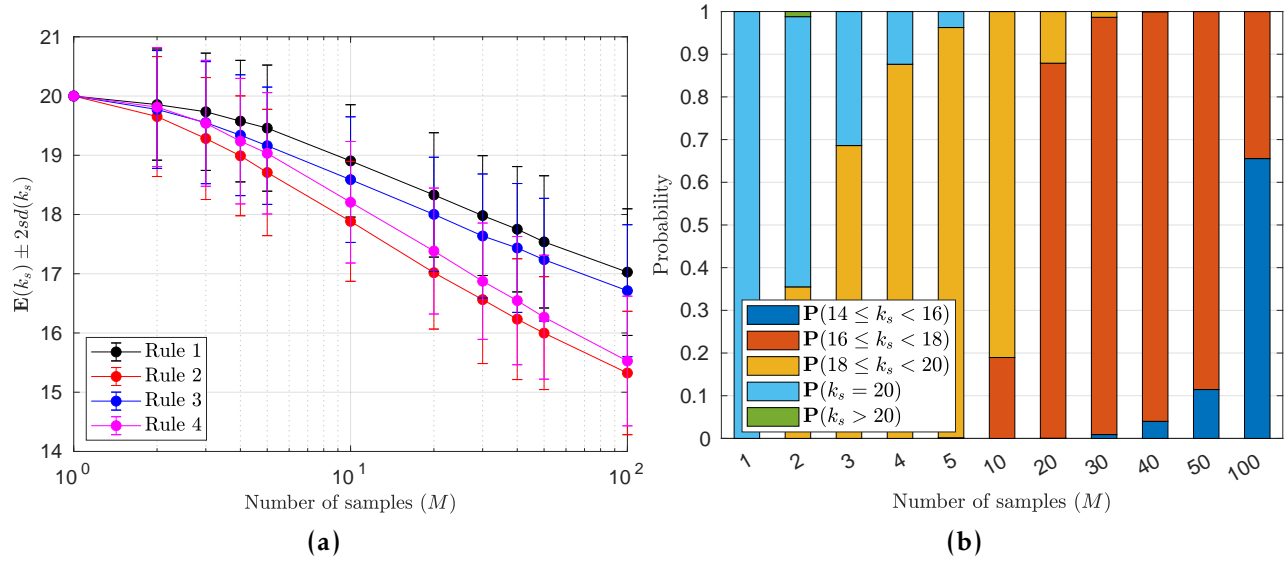 21
20
19
18
17
16
15
14
E(k_s) ± 2sd(k_s)
Rule 1
Rule 2
Rule 3
Rule 4
10^0
10^1
10^2
Number of samples (M)
(a)
1
0.9
0.8
0.7
0.6
0.5
0.4
0.3
0.2
0.1
0
Probability
P(14 ≤ k_s < 16)
P(16 ≤ k_s < 18)
P(18 ≤ k_s < 20)
P(k_s = 20)
P(k_s > 20)
1
2
3
4
5
10
20
30
40
50
100
Number of samples (M)
(b)